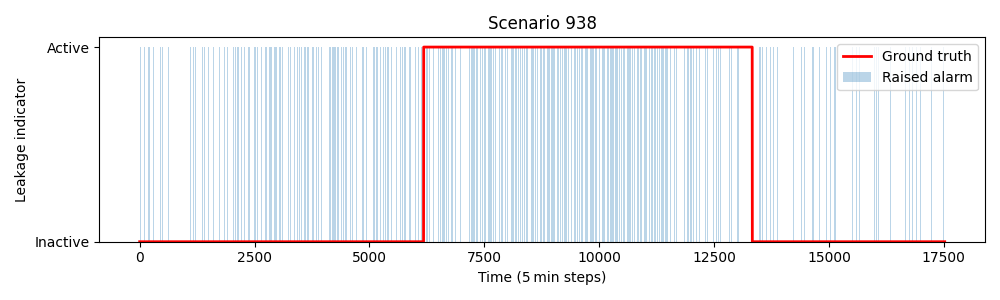 Scenario 938
Active
Leakage indicator
Inactive
Ground truth
Raised alarm
0 2500 5000 7500 10000 12500 15000 17500
Time (5 min steps)